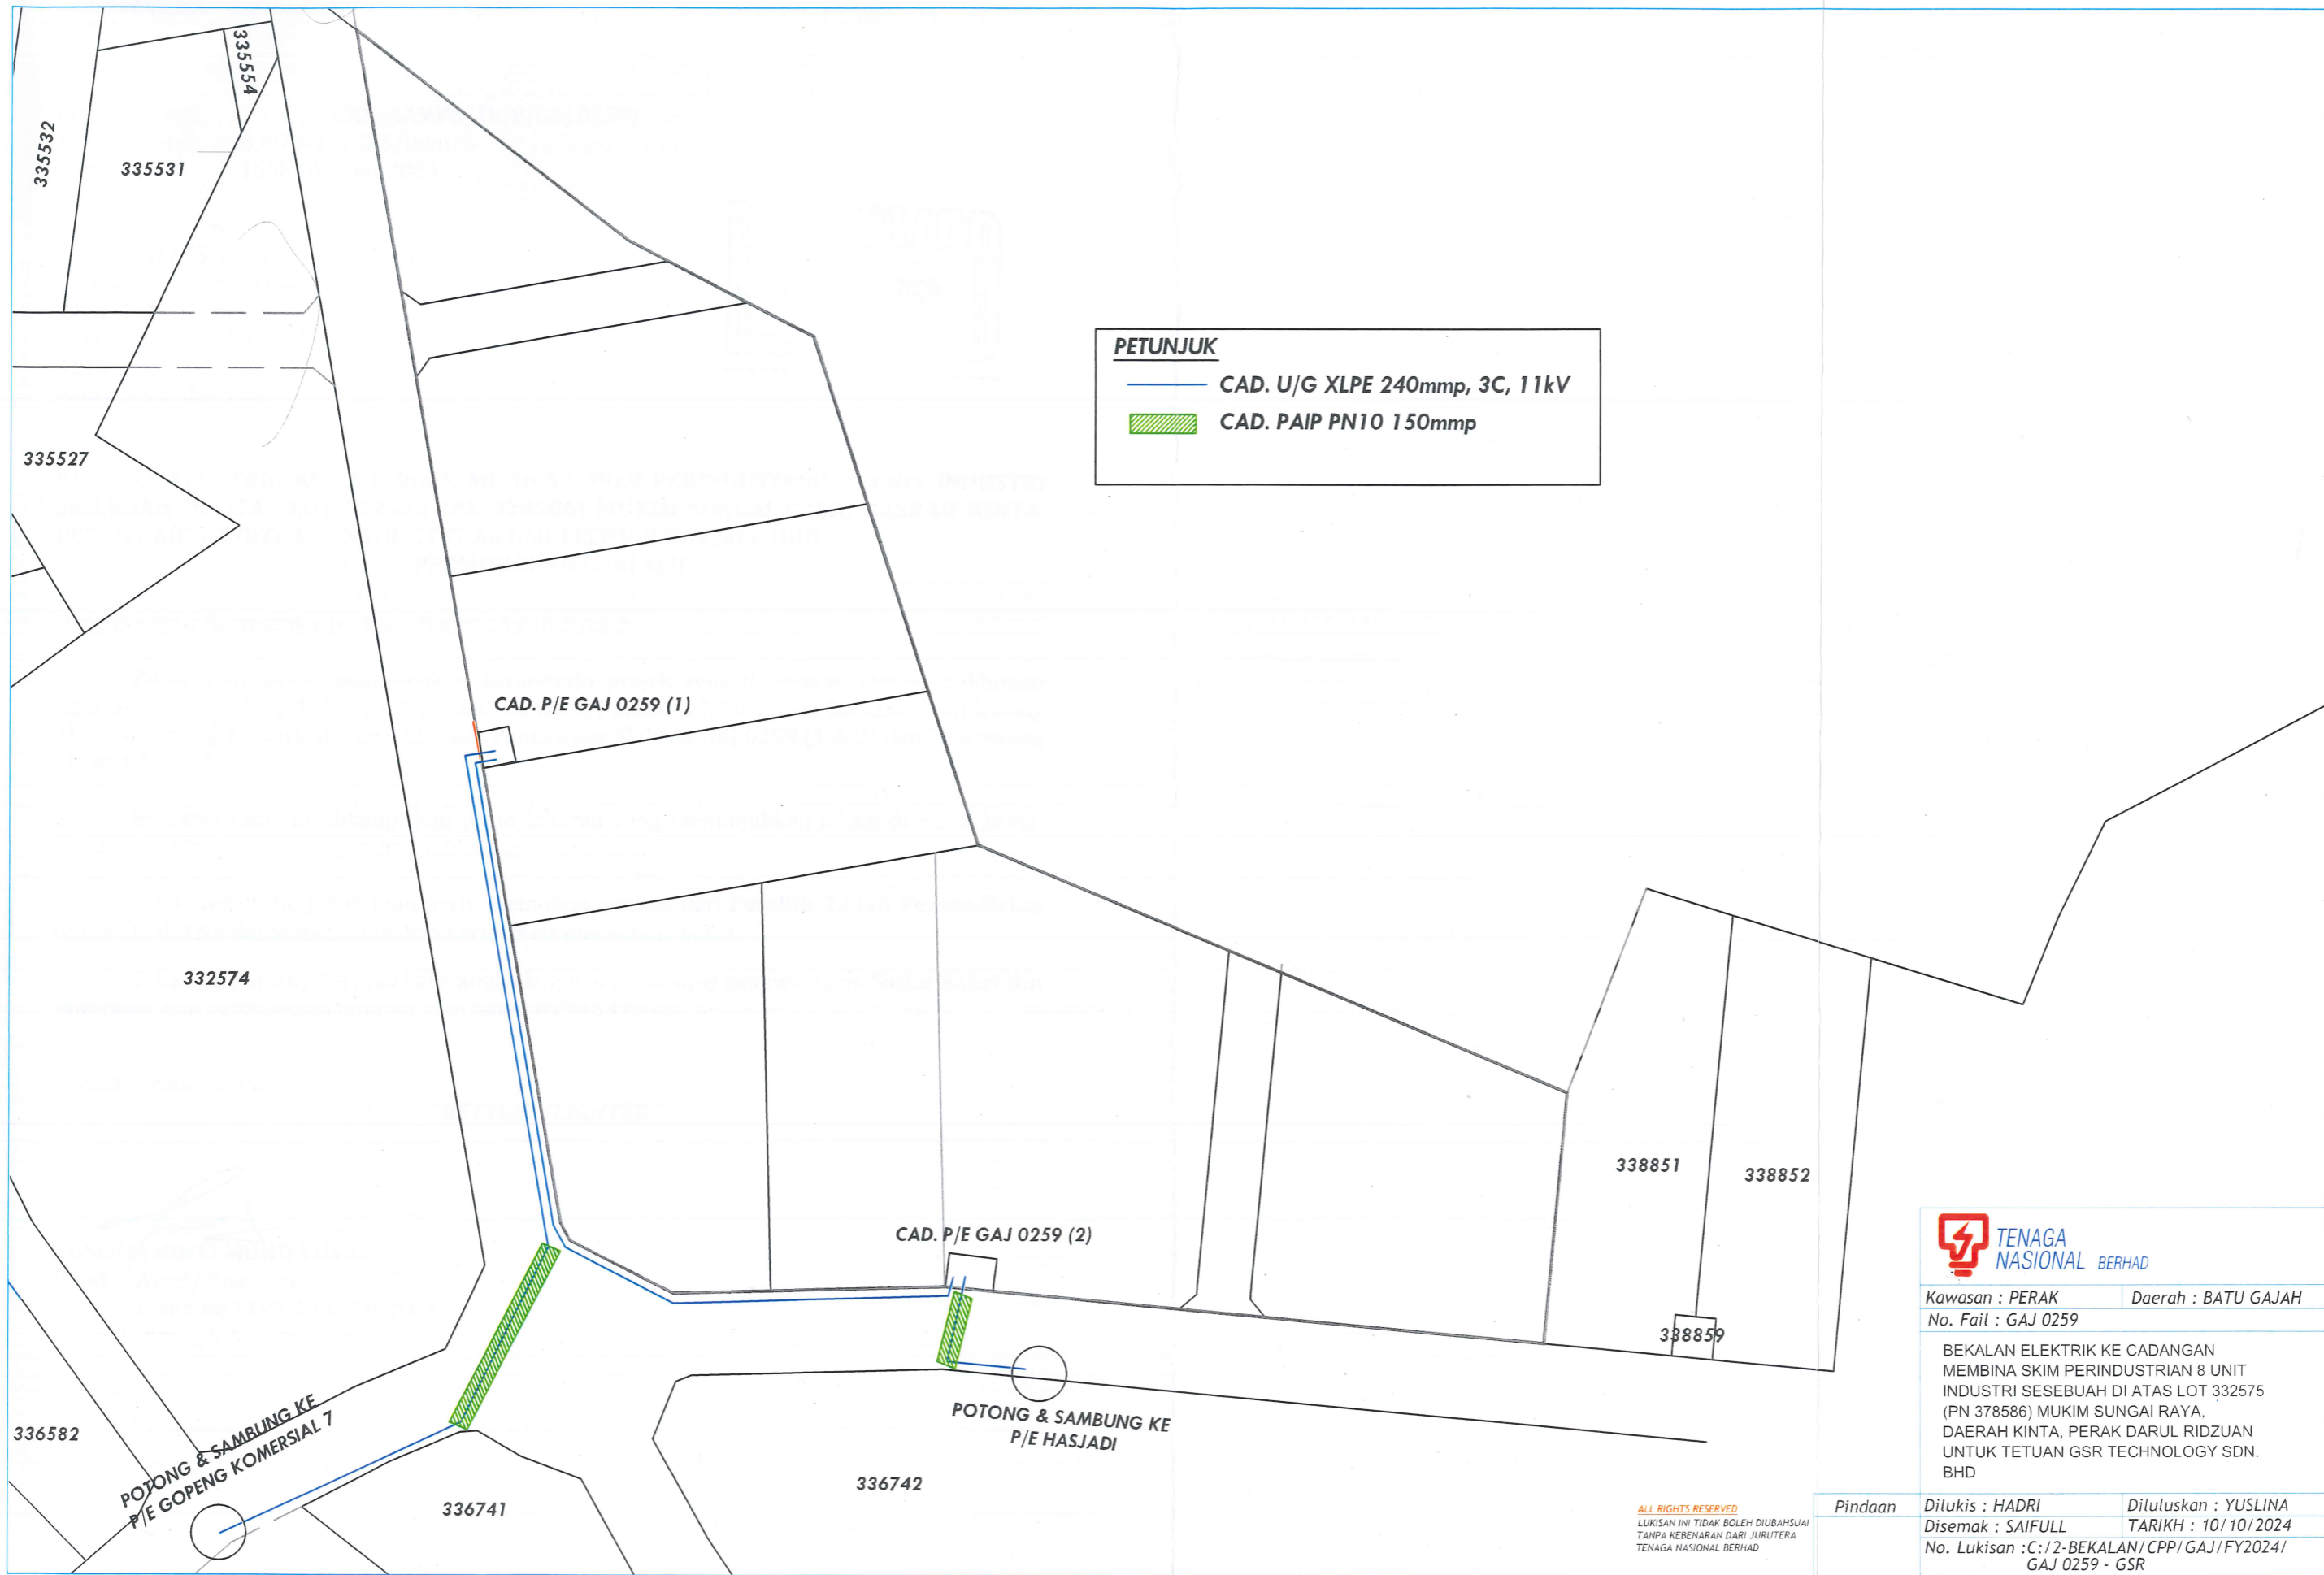 335554
335532
335531
335527
PETUNJUK
CAD. U/G XLPE 240mmp, 3C, 11kV
CAD. PAIP PN10 150mmp
CAD. P/E GAJ 0259 (1)
332574
338851
338852
CAD. P/E GAJ 0259 (2)
338859
POTONG & SAMBUNG KE
P/E HASJADI
POTONG & SAMBUNG KE
P/E GOPENG KOMERSIAL 7
336582
336741
336742
TENAGA
NASIONAL BERHAD
Kawasan : PERAK
Daerah : BATU GAJAH
No. Fail : GAJ 0259
BEKALAN ELEKTRIK KE CADANGAN
MEMBINA SKIM PERINDUSTRIAN 8 UNIT
INDUSTRI SESEBUAH DI ATAS LOT 332575
(PN 378586) MUKIM SUNGAI RAYA,
DAERAH KINTA, PERAK DARUL RIDZUAN
UNTUK TETUAN GSR TECHNOLOGY SDN.
BHD
ALL RIGHTS RESERVED
LUKISAN INI TIDAK BOLEH DIUBAHSUAI
TANPA KEBENARAN DARI JURUTERA
TENAGA NASIONAL BERHAD
Pindaan
Dilukis : HADRI
Diluluskan : YUSLINA
Disemak : SAIFULL
TARIKH : 10/10/2024
No. Lukisan :C:/2-BEKALAN/CPP/GAJ/FY2024/
GAJ 0259 - GSR